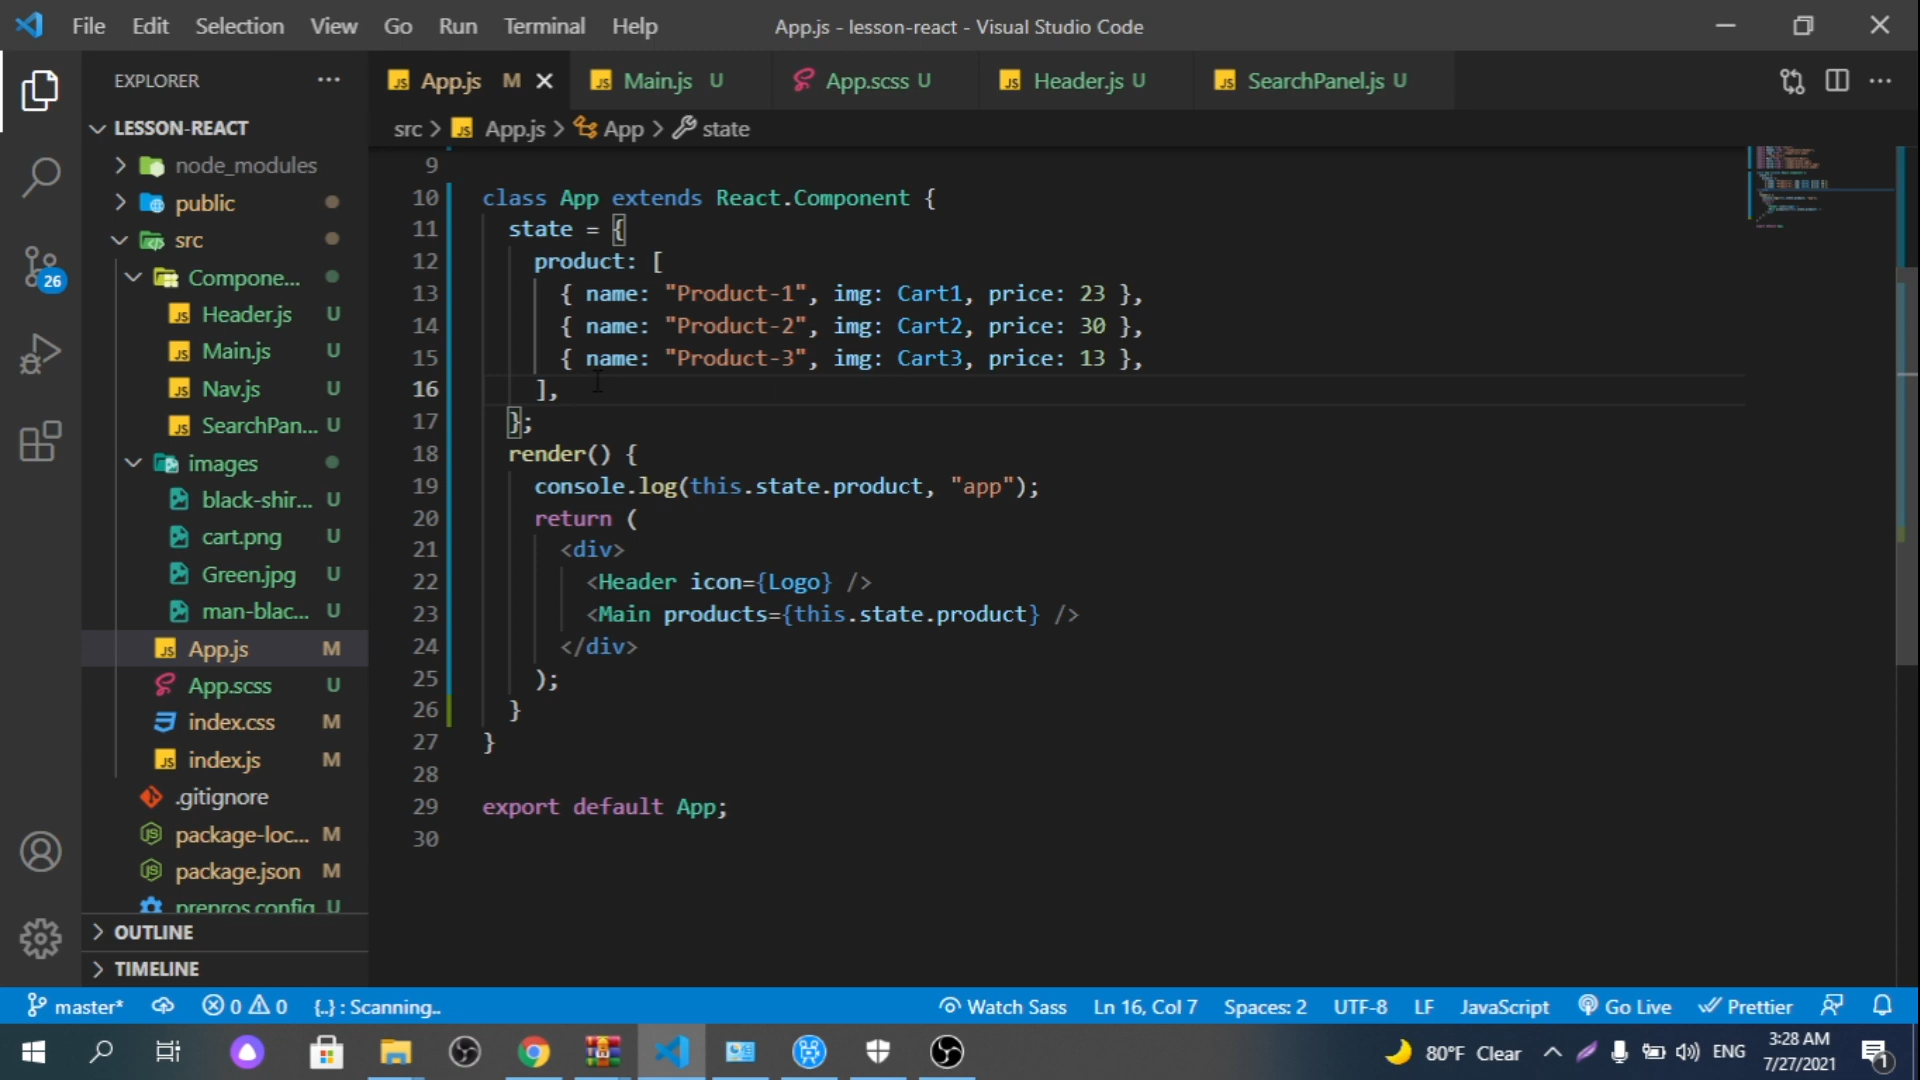 File Edit Selection View Go Run Terminal Help App.js - lesson-react - Visual Studio Code
EXPLORER
LESSON-REACT
node_modules
public
src
Compone...
Header.js U
Main.js U
Nav.js U
SearchPan... U
images
black-shir... U
cart.png U
Green.jpg U
man-blac... U
App.js M
App.scss U
index.css M
index.js M
.gitignore
package-loc... M
package.json M
prepros.config U
OUTLINE
TIMELINE
App.js M Main.js U App.scss U Header.js U SearchPanel.js U
src > App.js > App > state
9
10 class App extends React.Component {
11 state = {
12 product: [
13 { name: "Product-1", img: Cart1, price: 23 },
14 { name: "Product-2", img: Cart2, price: 30 },
15 { name: "Product-3", img: Cart3, price: 13 },
16 ],
17 };
18 render() {
19 console.log(this.state.product, "app");
20 return (
21 <div>
22 <Header icon={Logo} />
23 <Main products={this.state.product} />
24 </div>
25 );
26 }
27 }
28
29 export default App;
30
26
master* 0 0 {..} : Scanning.. Watch Sass Ln 16, Col 7 Spaces: 2 UTF-8 LF JavaScript Go Live Prettier
80°F Clear ENG 3:28 AM
7/27/2021
1